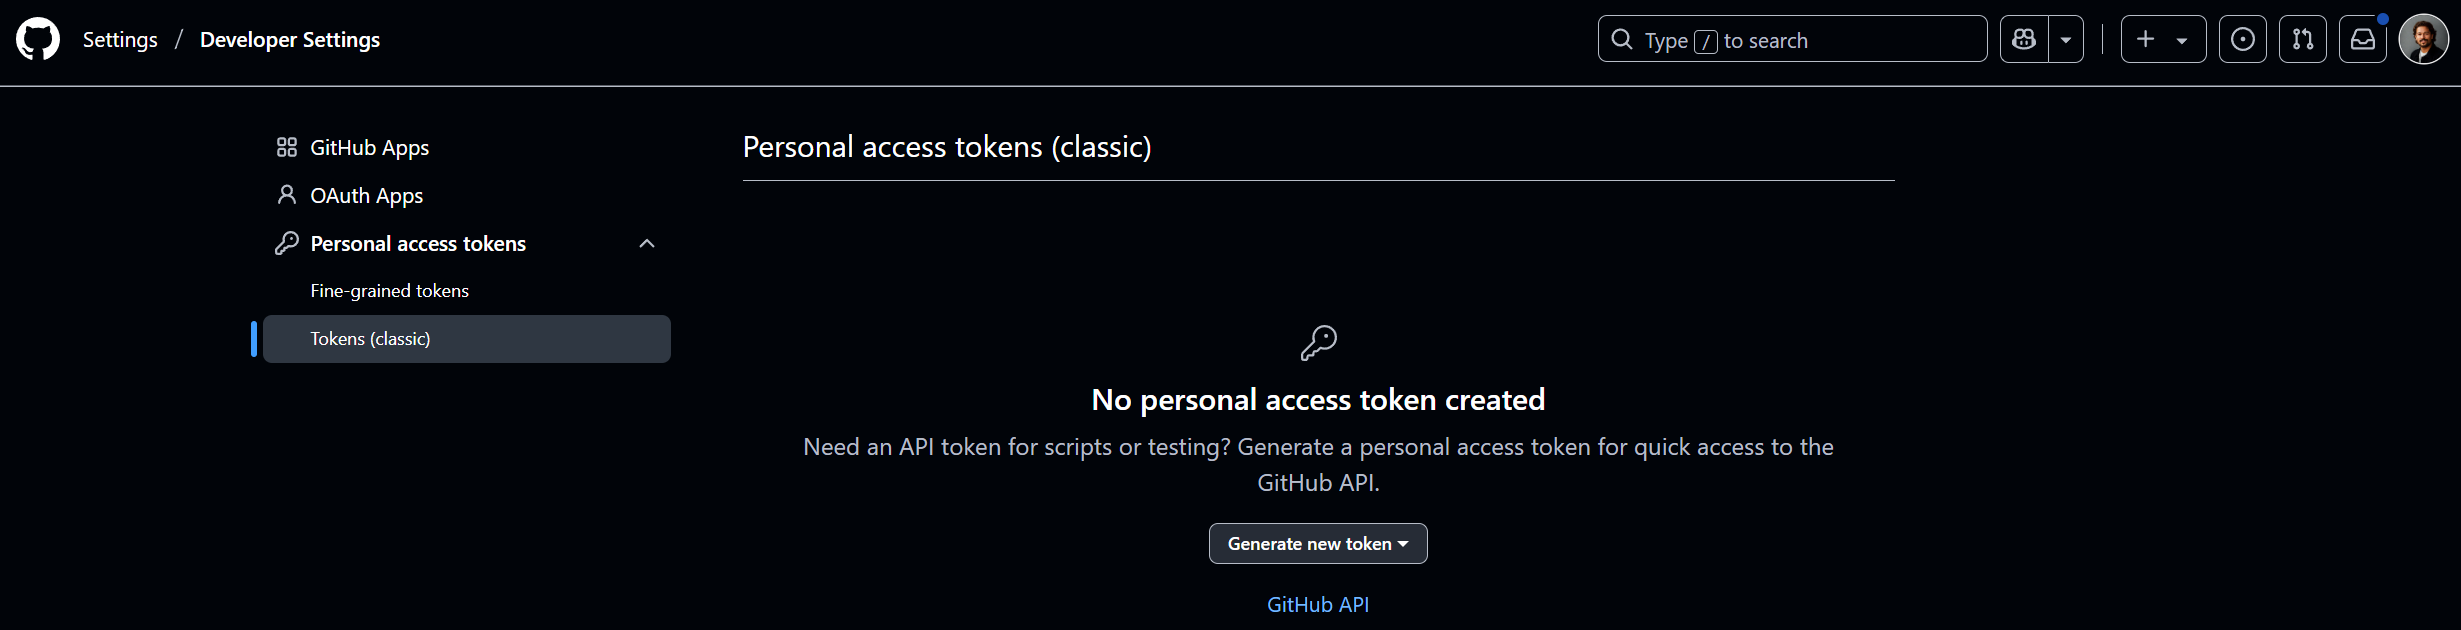 Settings / Developer Settings
Type / to search
GitHub Apps
OAuth Apps
Personal access tokens
Fine-grained tokens
Tokens (classic)
Personal access tokens (classic)
No personal access token created
Need an API token for scripts or testing? Generate a personal access token for quick access to the
GitHub API.
Generate new token
GitHub API